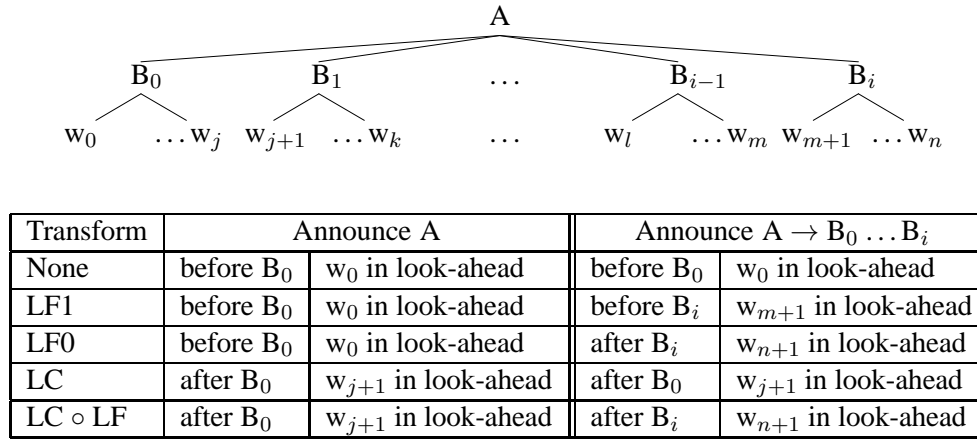 A
B₀ B₁ … Bᵢ₋₁ Bᵢ
w₀ …wⱼ wⱼ₊₁ …wₖ … wₗ …wₘ wₘ₊₁ …wₙ
Transform Announce A Announce A → B₀ …Bᵢ
None before B₀ w₀ in look-ahead before B₀ w₀ in look-ahead
LF1 before B₀ w₀ in look-ahead before Bᵢ wₘ₊₁ in look-ahead
LF0 before B₀ w₀ in look-ahead after Bᵢ wₙ₊₁ in look-ahead
LC after B₀ wⱼ₊₁ in look-ahead after B₀ wⱼ₊₁ in look-ahead
LC ∘ LF after B₀ wⱼ₊₁ in look-ahead after Bᵢ wₙ₊₁ in look-ahead